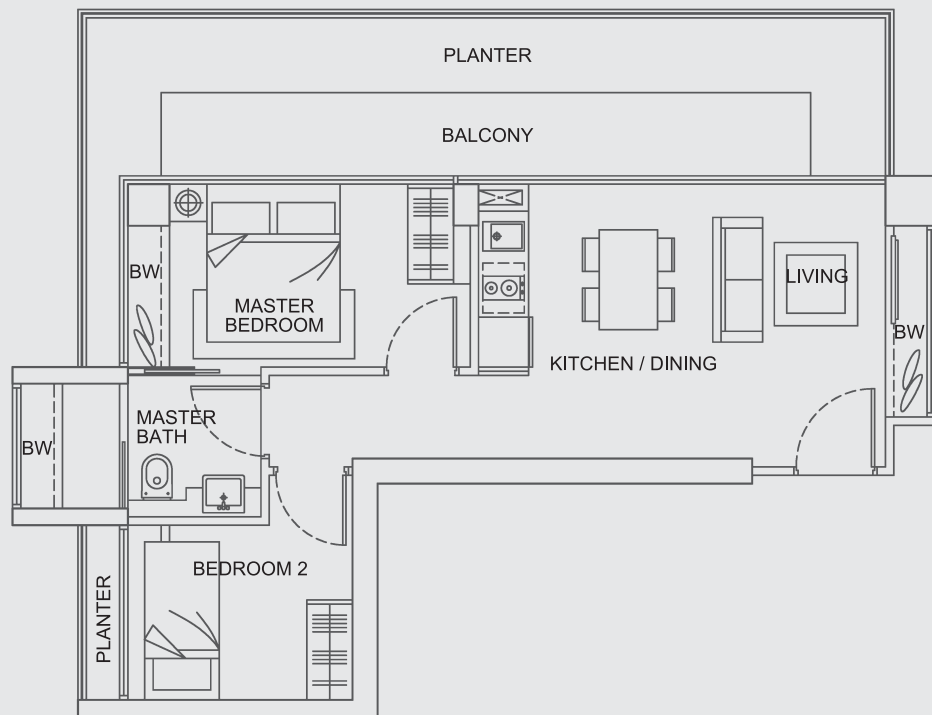 PLANTER
BALCONY
BW
MASTER
BEDROOM
LIVING
BW
KITCHEN / DINING
MASTER
BATH
BW
BEDROOM 2
PLANTER